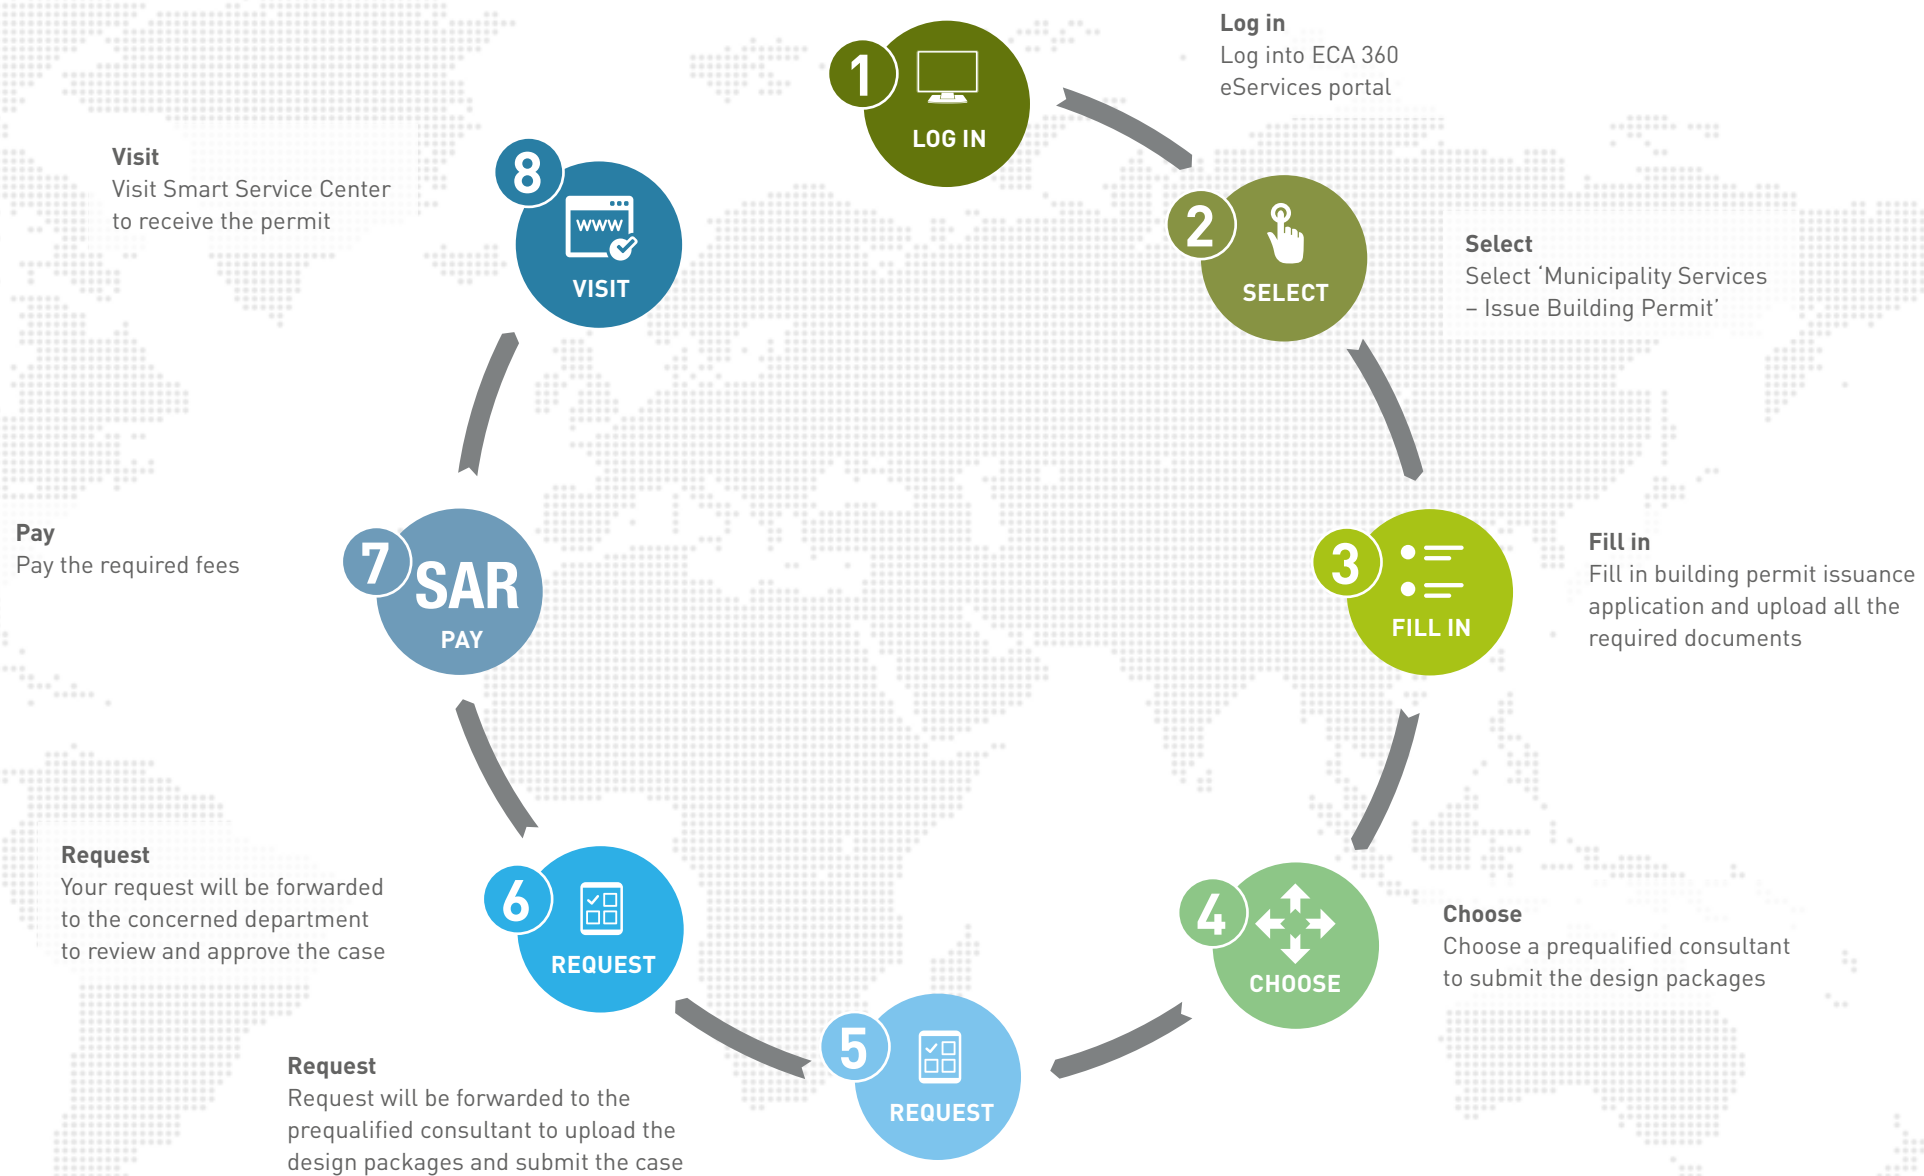 1
LOG IN
Log in
Log into ECA 360
eServices portal
2
SELECT
Select
Select ‘Municipality Services
– Issue Building Permit’
3
FILL IN
Fill in
Fill in building permit issuance
application and upload all the
required documents
4
CHOOSE
Choose
Choose a prequalified consultant
to submit the design packages
5
REQUEST
Request
Request will be forwarded to the
prequalified consultant to upload the
design packages and submit the case
6
REQUEST
Request
Your request will be forwarded
to the concerned department
to review and approve the case
7
SAR
PAY
Pay
Pay the required fees
8
www
VISIT
Visit
Visit Smart Service Center
to receive the permit